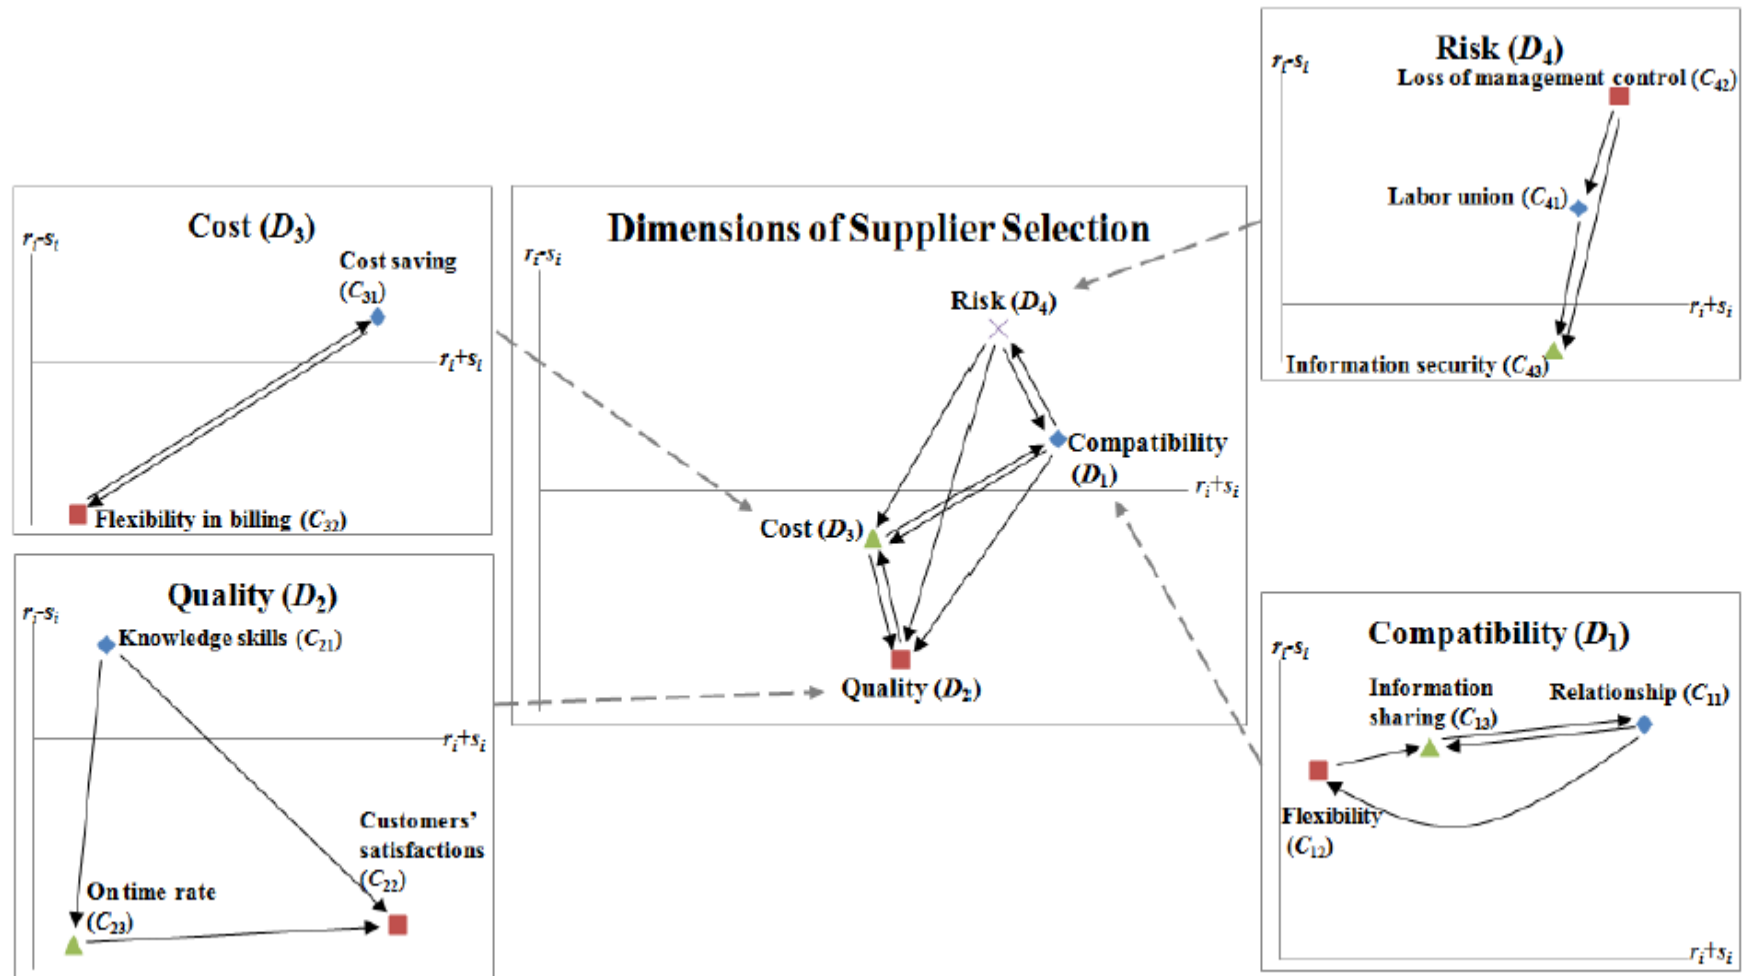 Cost (D3)
ri-si
Cost saving
(C31)
ri+si
Flexibility in billing (C32)
Quality (D2)
ri-si
Knowledge skills (C21)
ri+si
Customers’
satisfactions
(C22)
On time rate
(C23)
Dimensions of Supplier Selection
ri-si
Risk (D4)
Compatibility
(D1)
ri+si
Cost (D3)
Quality (D2)
Risk (D4)
ri-si
Loss of management control (C42)
Labor union (C41)
ri+si
Information security (C43)
Compatibility (D1)
ri-si
Information
sharing (C13)
Relationship (C11)
Flexibility
(C12)
ri+si